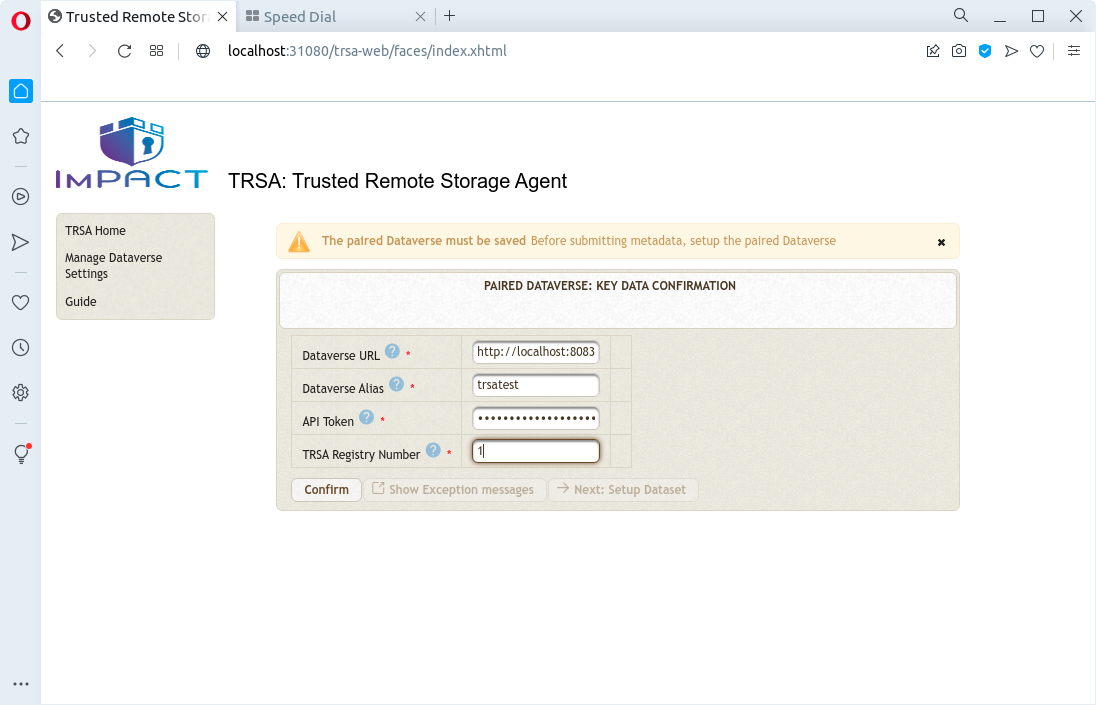 Trusted Remote Stor
Speed Dial
localhost:31080/trsa-web/faces/index.xhtml
IMPACT
TRSA: Trusted Remote Storage Agent
TRSA Home
Manage Dataverse
Settings
Guide
The paired Dataverse must be saved Before submitting metadata, setup the paired Dataverse
PAIRED DATAVERSE: KEY DATA CONFIRMATION
Dataverse URL ? * http://localhost:8083
Dataverse Alias ? * trsatest
API Token ? * ••••••••••••••••••
TRSA Registry Number ? * 1
Confirm Show Exception messages Next: Setup Dataset